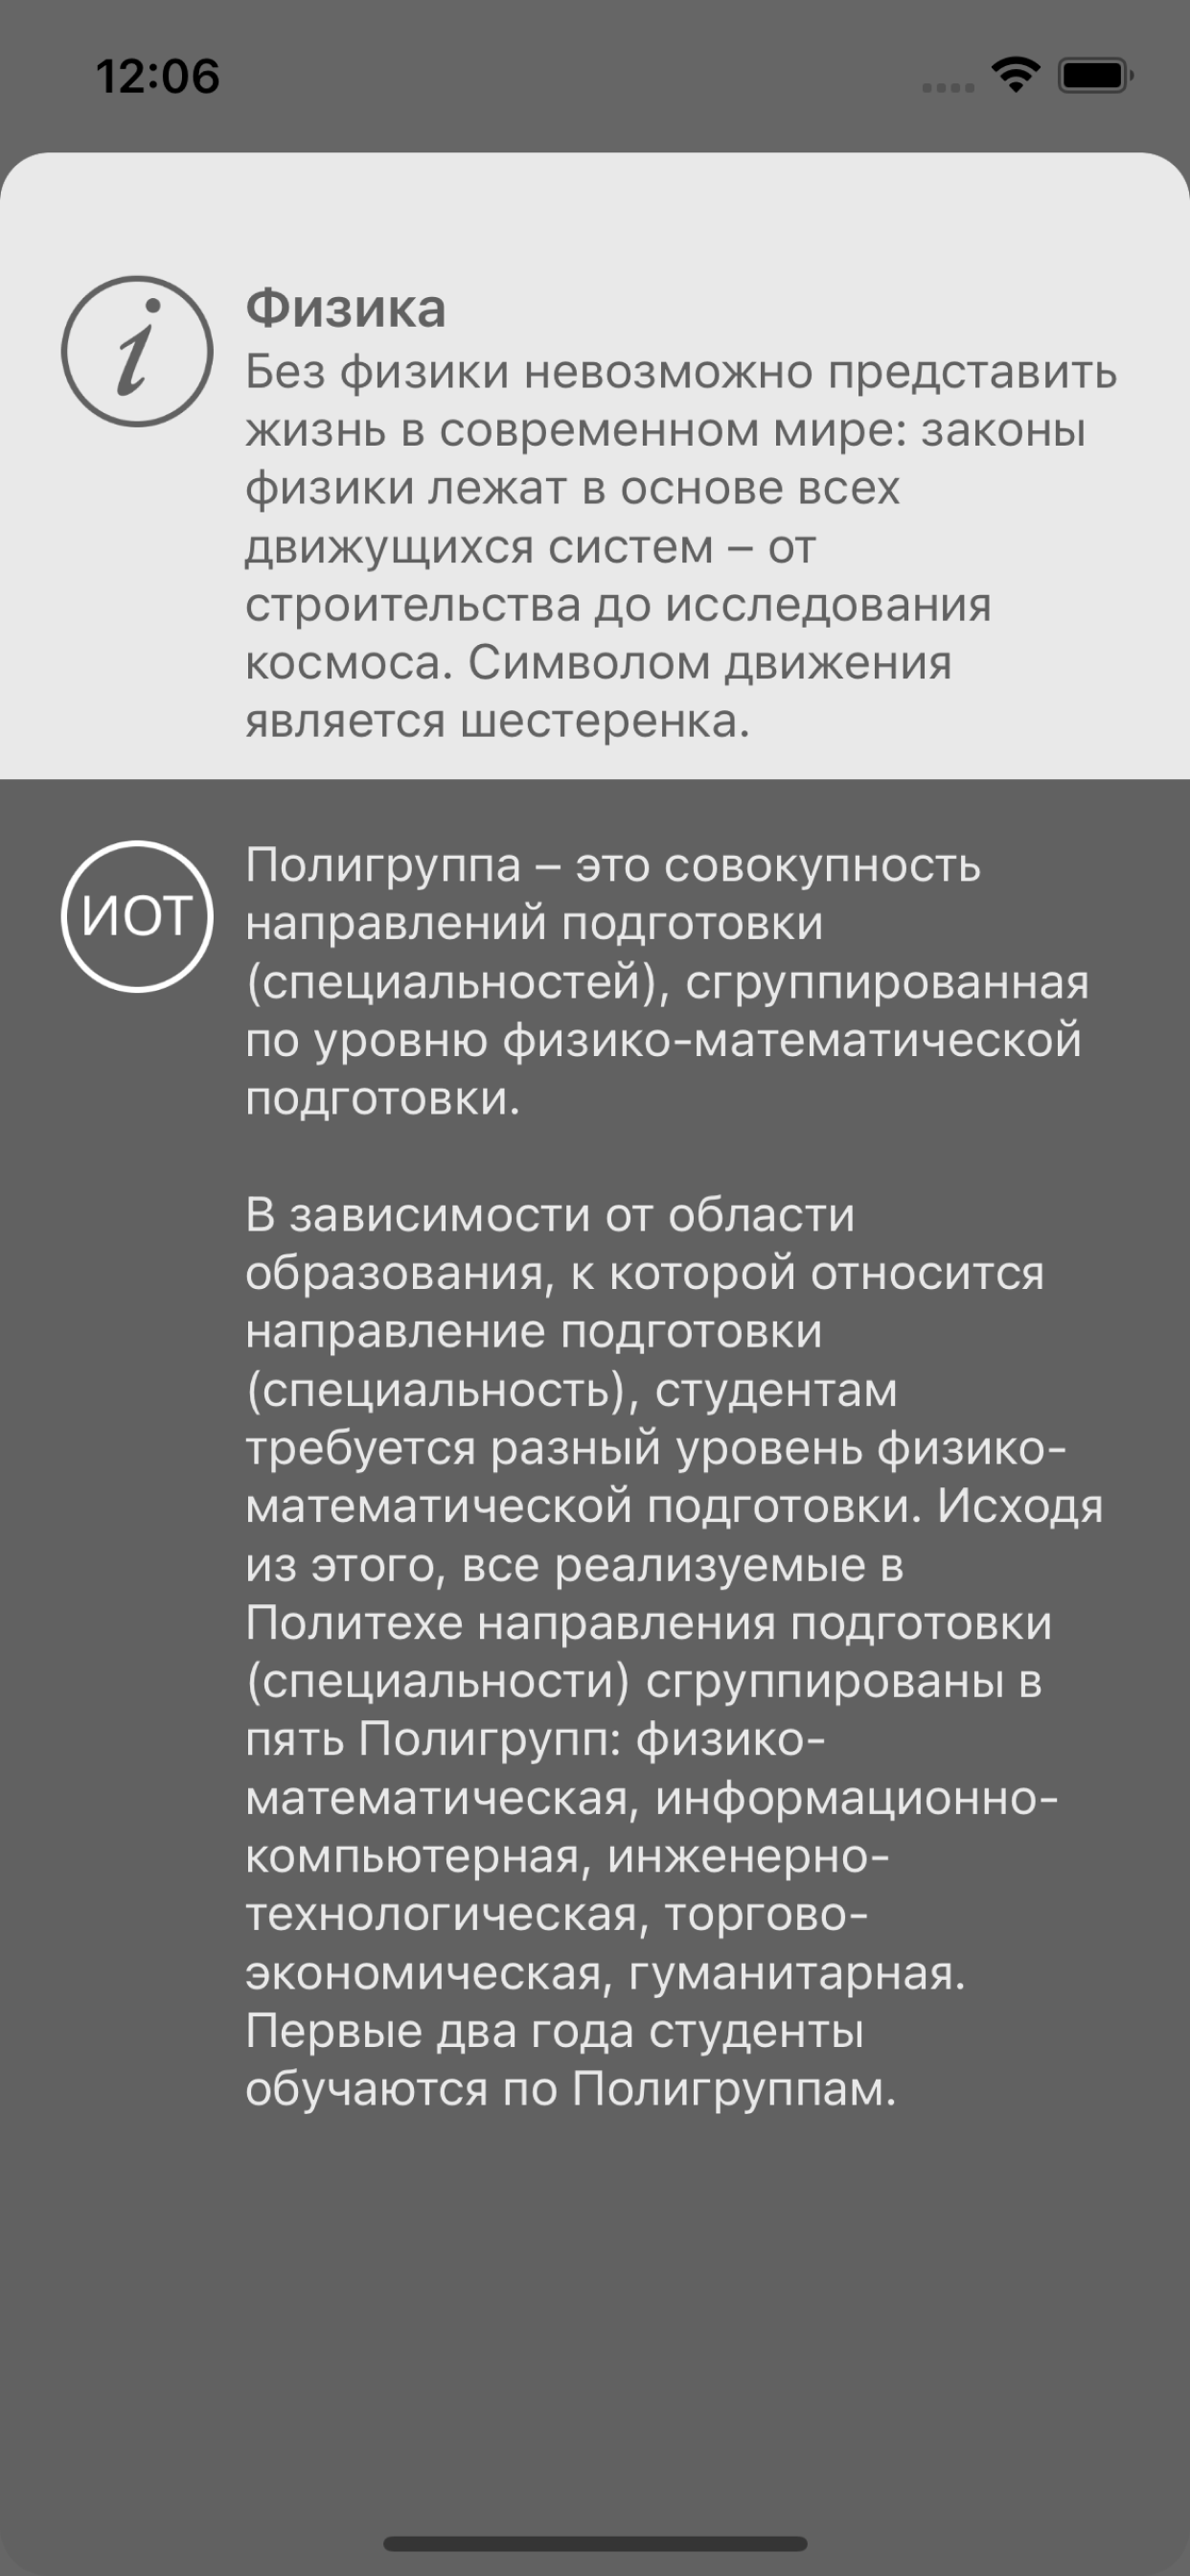 12:06
i
Физика
Без физики невозможно представить
жизнь в современном мире: законы
физики лежат в основе всех
движущихся систем – от
строительства до исследования
космоса. Символом движения
является шестеренка.
ИОТ
Полигруппа – это совокупность
направлений подготовки
(специальностей), сгруппированная
по уровню физико-математической
подготовки.
В зависимости от области
образования, к которой относится
направление подготовки
(специальность), студентам
требуется разный уровень физико-
математической подготовки. Исходя
из этого, все реализуемые в
Политехе направления подготовки
(специальности) сгруппированы в
пять Полигрупп: физико-
математическая, информационно-
компьютерная, инженерно-
технологическая, торгово-
экономическая, гуманитарная.
Первые два года студенты
обучаются по Полигруппам.